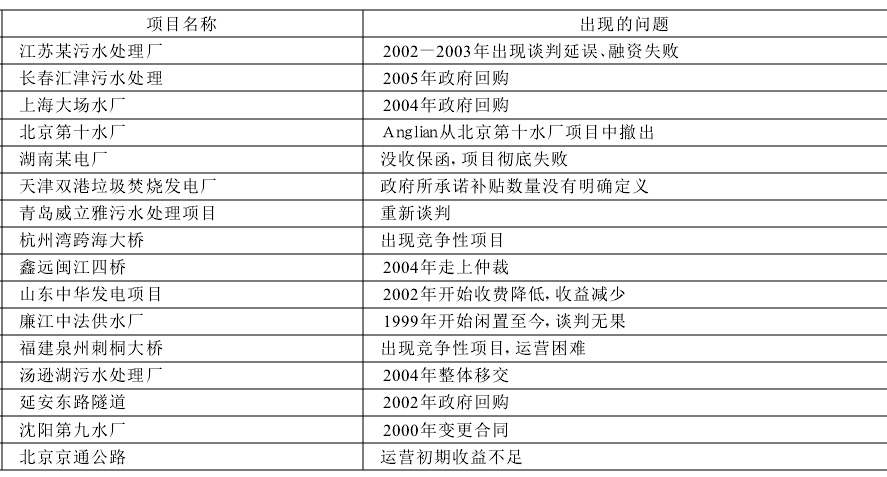 项目名称 出现的问题
江苏某污水处理厂 2002－2003年出现谈判延误、融资失败
长春汇津污水处理 2005年政府回购
上海大场水厂 2004年政府回购
北京第十水厂 Anglian从北京第十水厂项目中撤出
湖南某电厂 没收保函,项目彻底失败
天津双港垃圾焚烧发电厂 政府所承诺补贴数量没有明确定义
青岛威立雅污水处理项目 重新谈判
杭州湾跨海大桥 出现竞争性项目
鑫远闽江四桥 2004年走上仲裁
山东中华发电项目 2002年开始收费降低,收益减少
廉江中法供水厂 1999年开始闲置至今,谈判无果
福建泉州刺桐大桥 出现竞争性项目,运营困难
汤逊湖污水处理厂 2004年整体移交
延安东路隧道 2002年政府回购
沈阳第九水厂 2000年变更合同
北京京通公路 运营初期收益不足